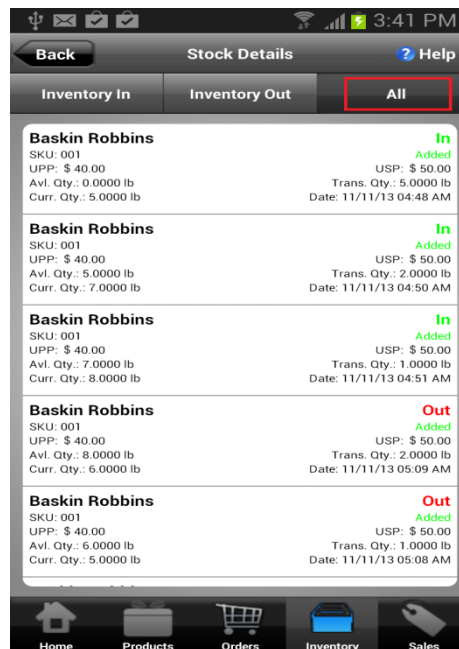 3:41 PM
Back Stock Details ? Help
Inventory In Inventory Out All
Baskin Robbins In
SKU: 001 Added
UPP: $ 40.00 USP: $ 50.00
Avl. Qty.: 0.0000 lb Trans. Qty.: 5.0000 lb
Curr. Qty.: 5.0000 lb Date: 11/11/13 04:48 AM
Baskin Robbins In
SKU: 001 Added
UPP: $ 40.00 USP: $ 50.00
Avl. Qty.: 5.0000 lb Trans. Qty.: 2.0000 lb
Curr. Qty.: 7.0000 lb Date: 11/11/13 04:50 AM
Baskin Robbins In
SKU: 001 Added
UPP: $ 40.00 USP: $ 50.00
Avl. Qty.: 7.0000 lb Trans. Qty.: 1.0000 lb
Curr. Qty.: 8.0000 lb Date: 11/11/13 04:51 AM
Baskin Robbins Out
SKU: 001 Added
UPP: $ 40.00 USP: $ 50.00
Avl. Qty.: 8.0000 lb Trans. Qty.: 2.0000 lb
Curr. Qty.: 6.0000 lb Date: 11/11/13 05:09 AM
Baskin Robbins Out
SKU: 001 Added
UPP: $ 40.00 USP: $ 50.00
Avl. Qty.: 6.0000 lb Trans. Qty.: 1.0000 lb
Curr. Qty.: 5.0000 lb Date: 11/11/13 05:08 AM
Home Products Orders Inventory Sales